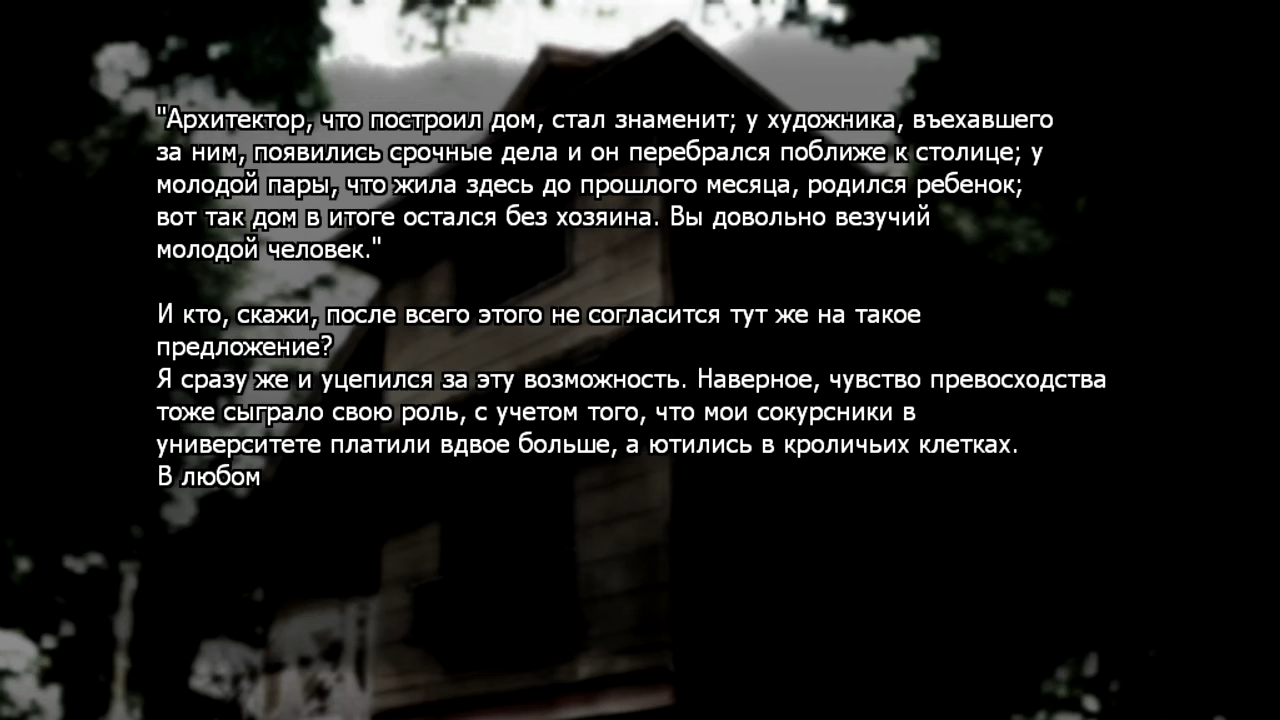 "Архитектор, что построил дом, стал знаменит; у художника, въехавшего
за ним, появились срочные дела и он перебрался поближе к столице; у
молодой пары, что жила здесь до прошлого месяца, родился ребенок;
вот так дом в итоге остался без хозяина. Вы довольно везучий
молодой человек."
И кто, скажи, после всего этого не согласится тут же на такое
предложение?
Я сразу же и уцепился за эту возможность. Наверное, чувство превосходства
тоже сыграло свою роль, с учетом того, что мои сокурсники в
университете платили вдвое больше, а ютились в кроличьих клетках.
В любом